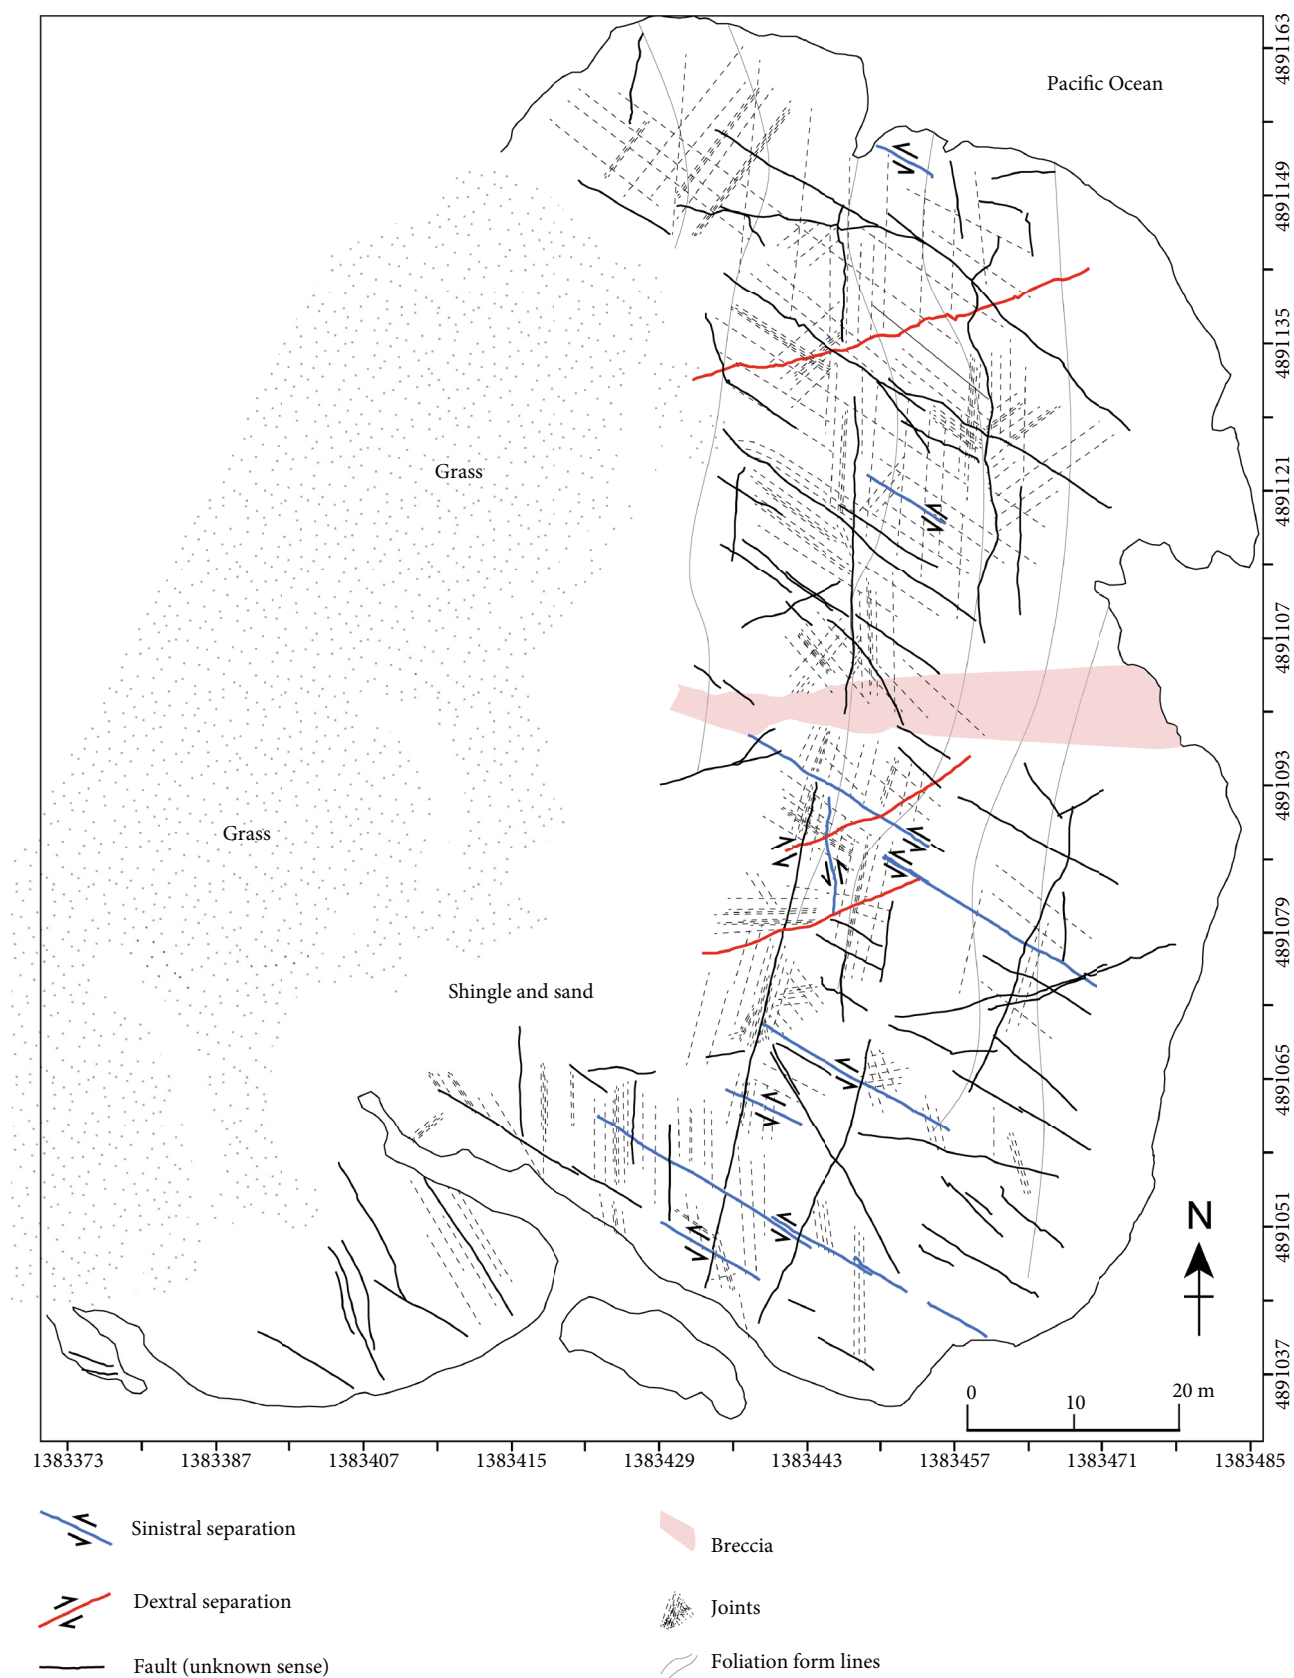 Pacific Ocean
Grass
Grass
Shingle and sand
N
0
10
20 m
4891163
4891149
4891135
4891121
4891107
4891093
4891079
4891065
4891051
4891037
1383373
1383387
1383407
1383415
1383429
1383443
1383457
1383471
1383485
Sinistral separation
Dextral separation
Fault (unknown sense)
Breccia
Joints
Foliation form lines